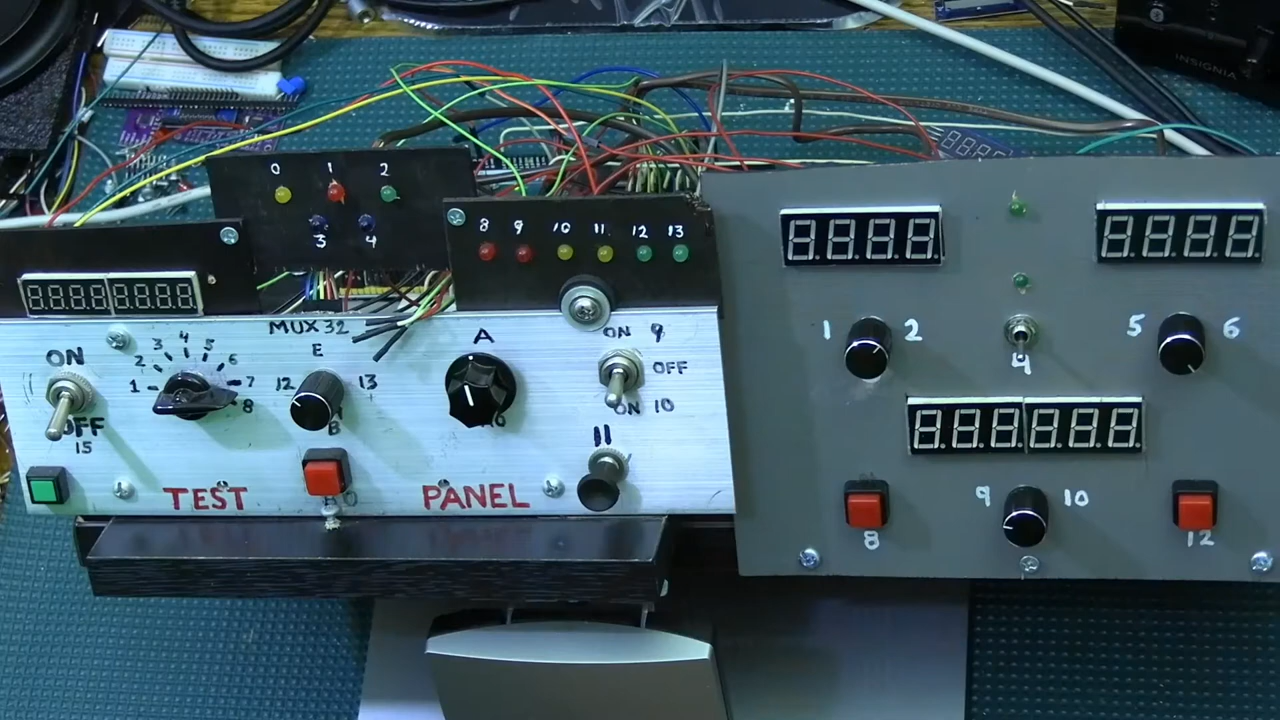 INSIGNIA
0 1 2
3 4
8 9 10 11 12 13
MUX32
ON
OFF
15
1 2 3 4 5 6 7 8
E
12 13
A
ON 9
OFF
ON 10
11
TEST PANEL
1 2
4
5 6
8
9 10
12